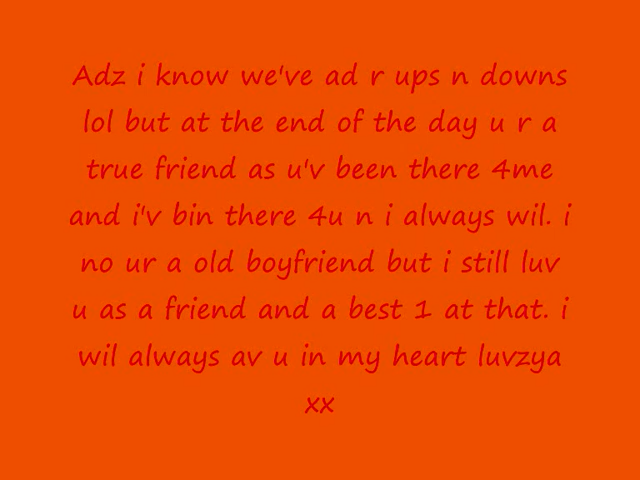 Adz i know we've ad r ups n downs
lol but at the end of the day u r a
true friend as u'v been there 4me
and i'v bin there 4u n i always wil. i
no ur a old boyfriend but i still luv
u as a friend and a best 1 at that. i
wil always av u in my heart luvzya
xx